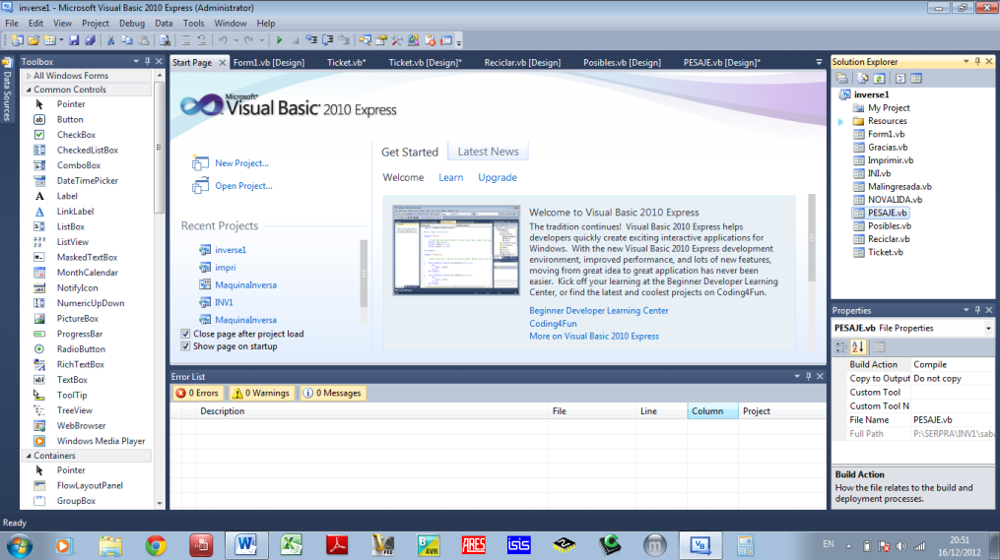 inverse1 - Microsoft Visual Basic 2010 Express (Administrator)
File Edit View Project Debug Data Tools Window Help
Data Sources
Toolbox
All Windows Forms
Common Controls
Pointer
Button
CheckBox
CheckedListBox
ComboBox
DateTimePicker
Label
LinkLabel
ListBox
ListView
MaskedTextBox
MonthCalendar
NotifyIcon
NumericUpDown
PictureBox
ProgressBar
RadioButton
RichTextBox
TextBox
ToolTip
TreeView
WebBrowser
Windows Media Player
Containers
Pointer
FlowLayoutPanel
GroupBox
Start Page Form1.vb [Design] Ticket.vb* Ticket.vb [Design]* Reciclar.vb [Design] Posibles.vb [Design] PESAJE.vb [Design]*
Microsoft®
Visual Basic 2010 Express
New Project...
Open Project...
Recent Projects
inverse1
impri
MaquinaInversa
INV1
MaquinaInversa
Close page after project load
Show page on startup
Get Started Latest News
Welcome Learn Upgrade
Welcome to Visual Basic 2010 Express
The tradition continues! Visual Basic 2010 Express helps
developers quickly create exciting interactive applications for
Windows. With the new Visual Basic Express development
environment, improved performance, and lots of new features,
moving from great idea to great application has never been
easier. Kick off your learning at the Beginner Developer Learning
Center, or find the latest and coolest projects on Coding4Fun.
Beginner Developer Learning Center
Coding4Fun
More on Visual Basic 2010 Express
Error List
0 Errors 0 Warnings 0 Messages
Description File Line Column Project
Solution Explorer
inverse1
My Project
Resources
Form1.vb
Gracias.vb
Imprimir.vb
INI.vb
Malingresada.vb
NOVALIDA.vb
PESAJE.vb
Posibles.vb
Reciclar.vb
Ticket.vb
Properties
PESAJE.vb File Properties
Build Action Compile
Copy to Output Do not copy
Custom Tool
Custom Tool N
File Name PESAJE.vb
Full Path P:\SERPRA\INV1\saba
Build Action
How the file relates to the build and
deployment processes.
Ready
AVR
ARES
isis
VB
EN
20:51
16/12/2012